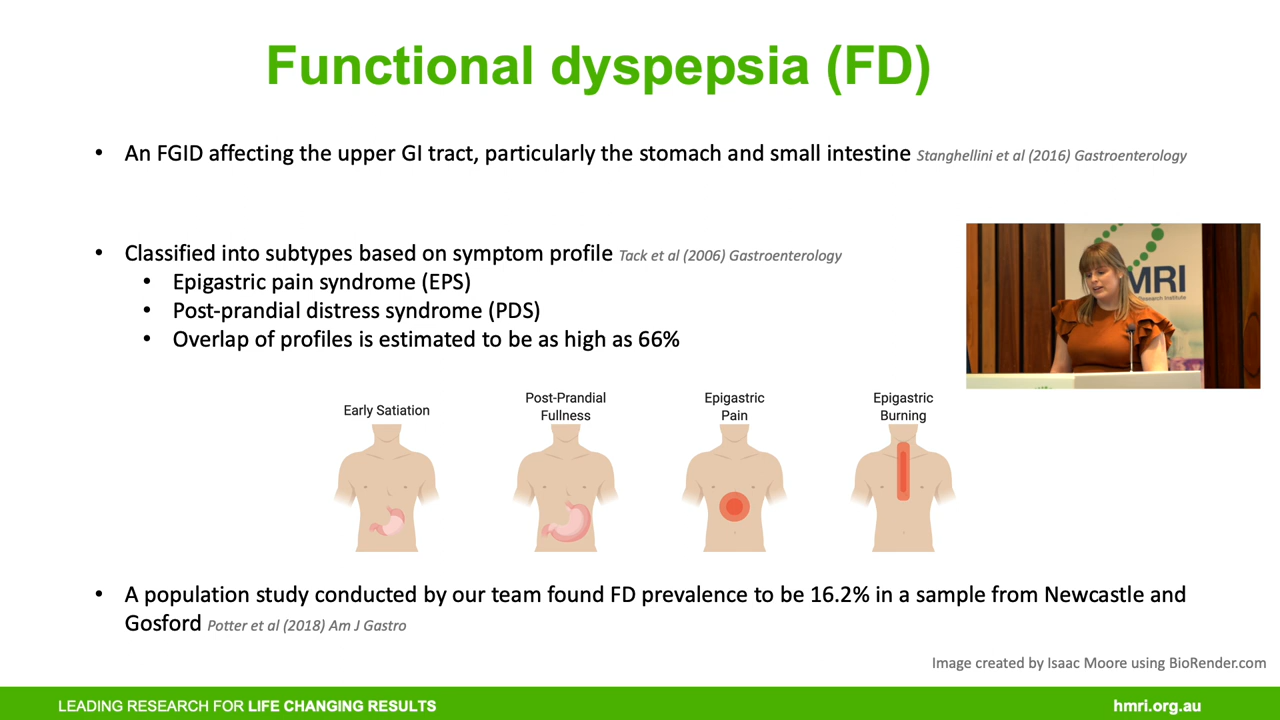 Functional dyspepsia (FD)
• An FGID affecting the upper GI tract, particularly the stomach and small intestine Stanghellini et al (2016) Gastroenterology
• Classified into subtypes based on symptom profile Tack et al (2006) Gastroenterology
• Epigastric pain syndrome (EPS)
• Post-prandial distress syndrome (PDS)
• Overlap of profiles is estimated to be as high as 66%
MRI
Research Institute
Early Satiation
Post-Prandial
Fullness
Epigastric
Pain
Epigastric
Burning
• A population study conducted by our team found FD prevalence to be 16.2% in a sample from Newcastle and
Gosford Potter et al (2018) Am J Gastro
Image created by Isaac Moore using BioRender.com
LEADING RESEARCH FOR LIFE CHANGING RESULTS
hmri.org.au